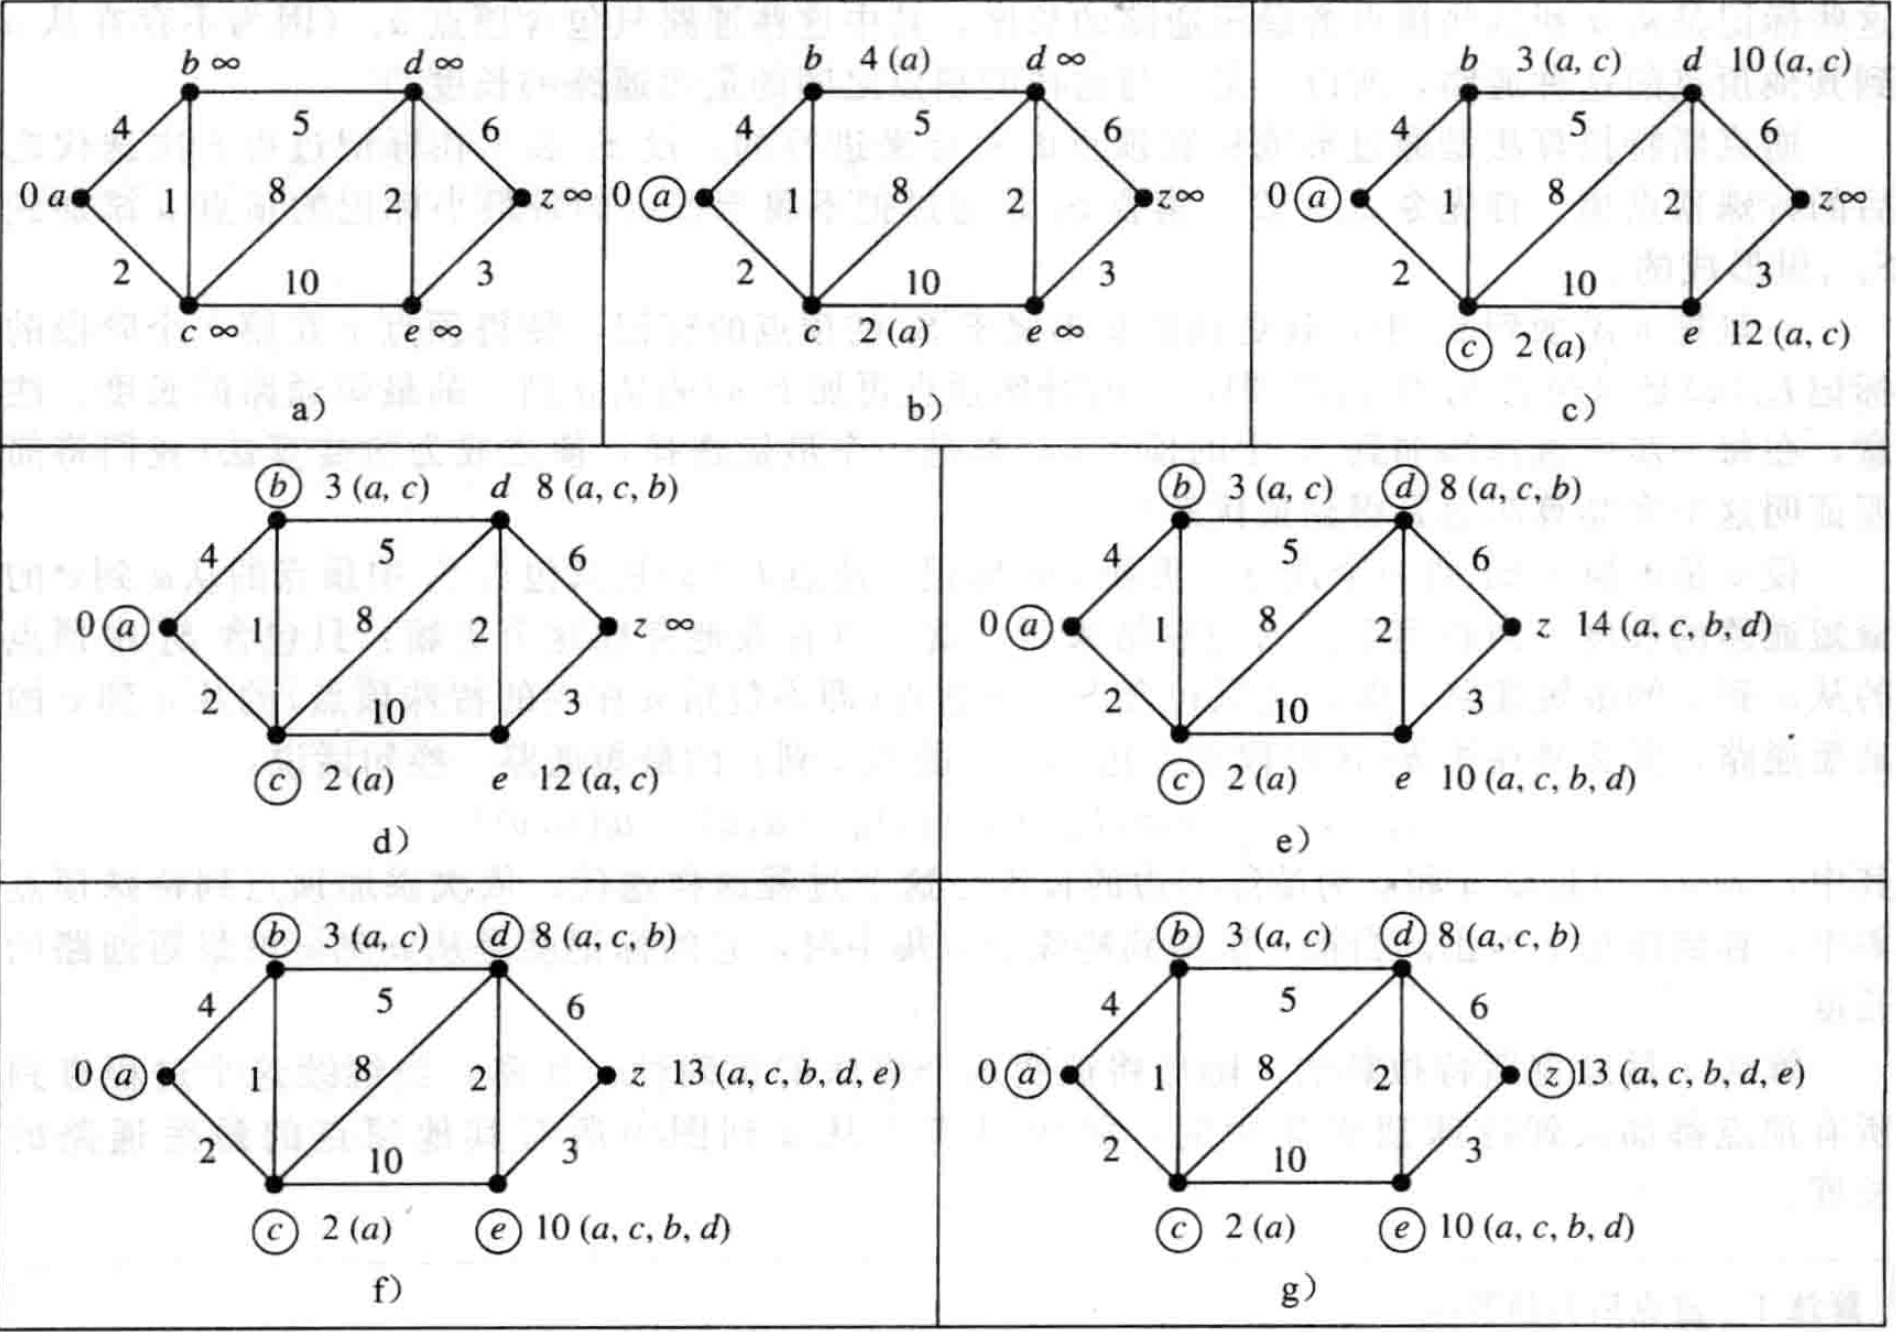 b ∞ d ∞
4 5 6
0 a 1 8 2 z ∞
2 10 3
c ∞ e ∞
a)
b 4 (a) d ∞
4 5 6
0 a 1 8 2 z ∞
2 10 3
c 2 (a) e ∞
b)
b 3 (a, c) d 10 (a, c)
4 5 6
0 a 1 8 2 z ∞
2 10 3
c 2 (a) e 12 (a, c)
c)
b 3 (a, c) d 8 (a, c, b)
4 5 6
0 a 1 8 2 z ∞
2 10 3
c 2 (a) e 12 (a, c)
d)
b 3 (a, c) d 8 (a, c, b)
4 5 6
0 a 1 8 2 z 14 (a, c, b, d)
2 10 3
c 2 (a) e 10 (a, c, b, d)
e)
b 3 (a, c) d 8 (a, c, b)
4 5 6
0 a 1 8 2 z 13 (a, c, b, d, e)
2 10 3
c 2 (a) e 10 (a, c, b, d)
f)
b 3 (a, c) d 8 (a, c, b)
4 5 6
0 a 1 8 2 z 13 (a, c, b, d, e)
2 10 3
c 2 (a) e 10 (a, c, b, d)
g)